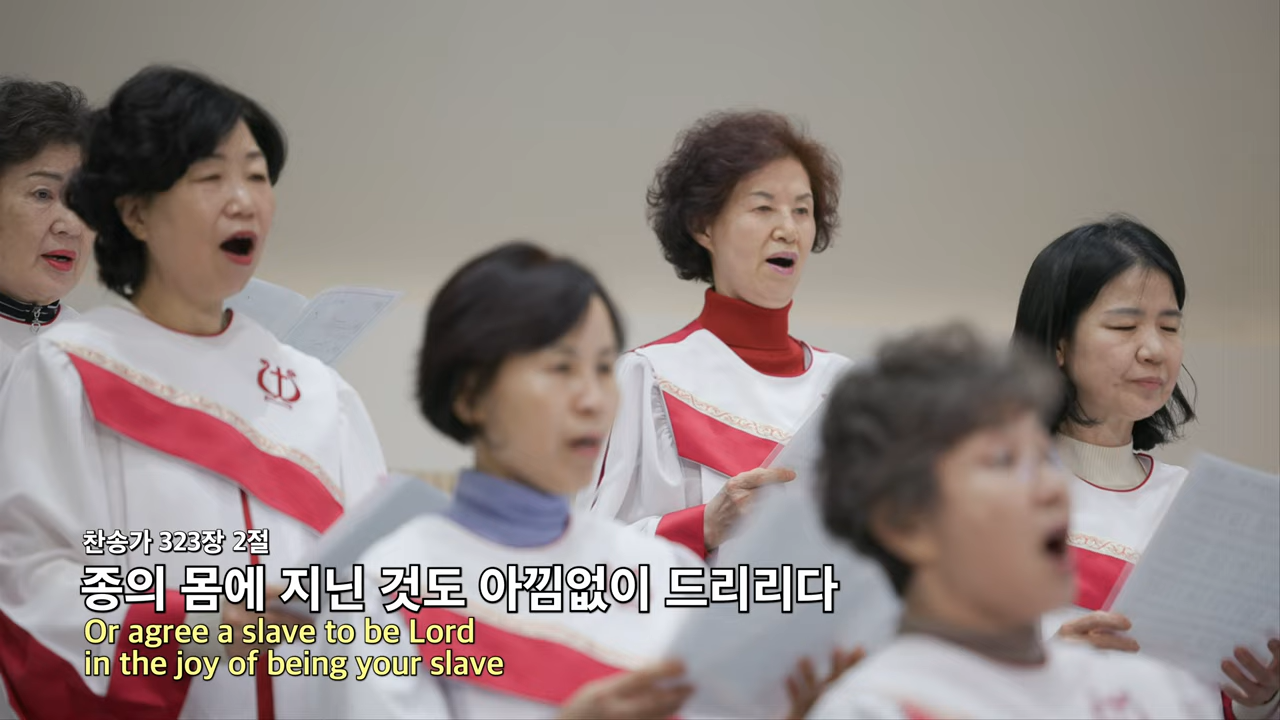 찬송가 323장 2절
종의 몸에 지닌 것도 아낌없이 드리리다
Or agree a slave to be Lord
in the joy of being your slave